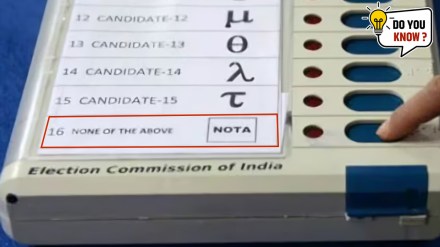 DO YOU
KNOW ?
12 CANDIDATE-12 μ
13 CANDIDATE-13 θ
14 CANDIDATE-14 λ
15 CANDIDATE-15 τ
16 NONE OF THE ABOVE NOTA
Election Commission of India